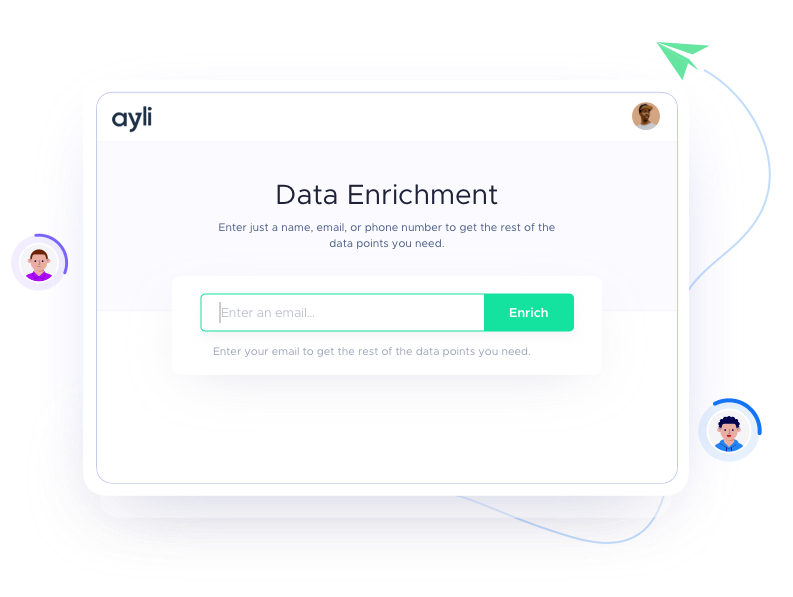 ayli
Data Enrichment
Enter just a name, email, or phone number to get the rest of the
data points you need.
Enter an email...
Enrich
Enter your email to get the rest of the data points you need.